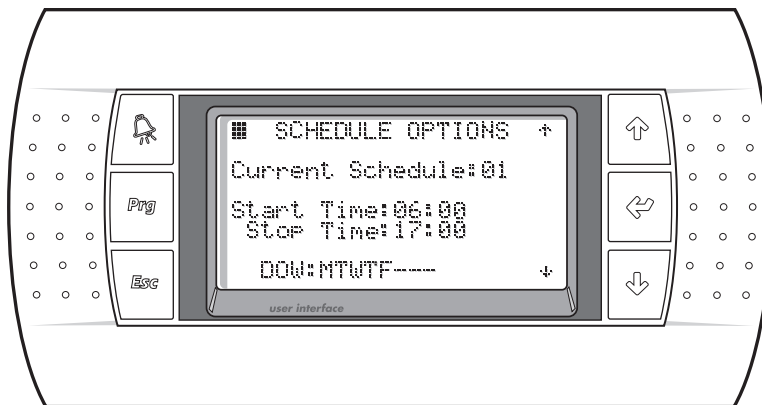 SCHEDULE OPTIONS
Current Schedule:01
Start Time:06:00
Stop Time:17:00
DOW:MTWTF---
Prg
Esc
user interface